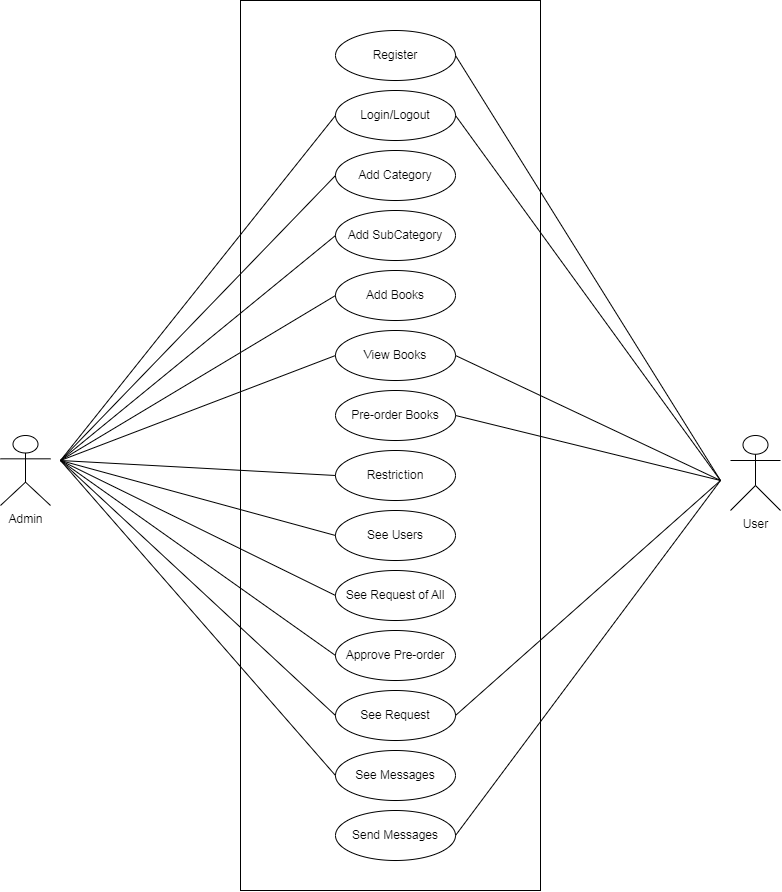 Register
Login/Logout
Add Category
Add SubCategory
Add Books
View Books
Pre-order Books
Restriction
Admin
User
See Users
See Request of All
Approve Pre-order
See Request
See Messages
Send Messages